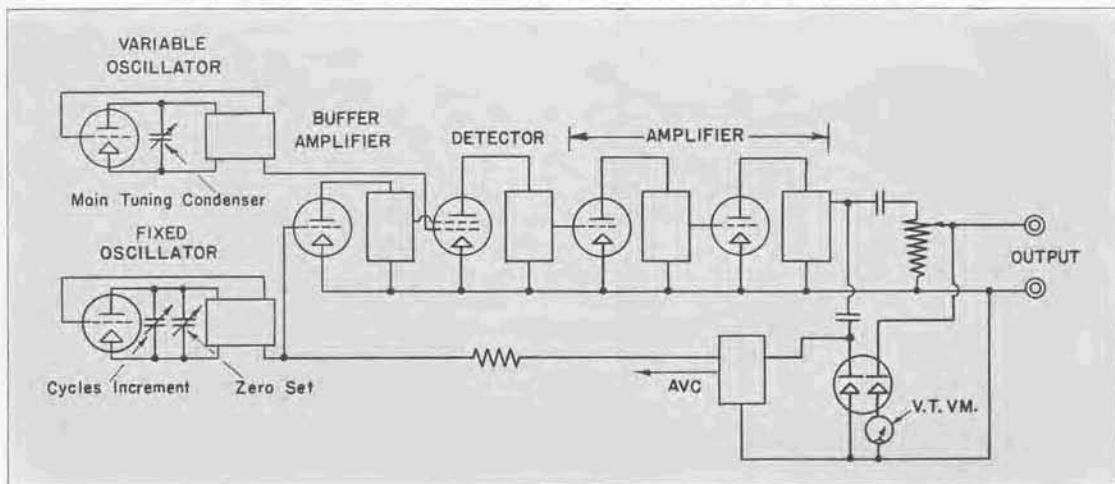 VARIABLE
OSCILLATOR
BUFFER
AMPLIFIER
DETECTOR
AMPLIFIER
Main Tuning Condenser
FIXED
OSCILLATOR
OUTPUT
Cycles Increment
Zero Set
AVC
V.T. VM.